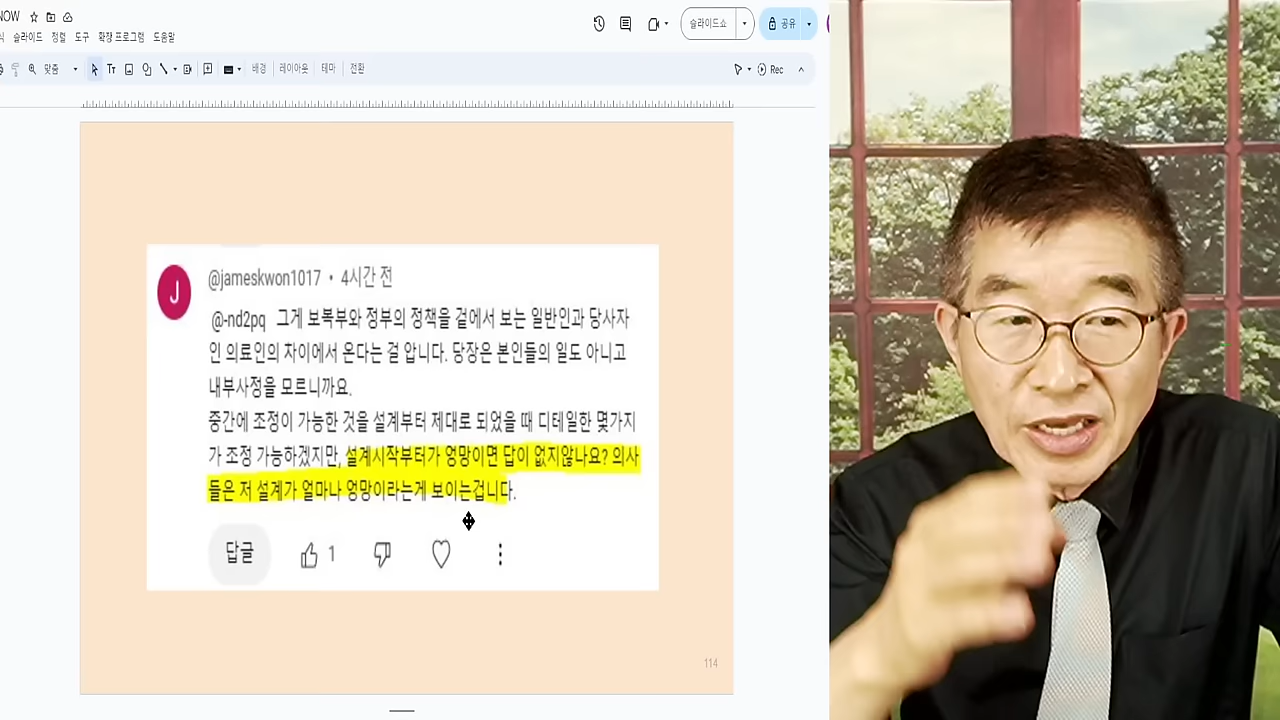 NOW
슬라이드 정렬 도구 확장 프로그램 도움말
슬라이드쇼
공유
맞춤
배경
레이아웃
테마
전환
Rec
J
@jameskwon1017 • 4시간 전
@-nd2pq 그게 보복부와 정부의 정책을 겉에서 보는 일반인과 당사자
인 의료인의 차이에서 온다는 걸 압니다. 당장은 본인들의 일도 아니고
내부사정을 모르니까요.
중간에 조정이 가능한 것을 설계부터 제대로 되었을 때 디테일한 몇가지
가 조정 가능하겠지만, 설계시작부터가 엉망이면 답이 없지않나요? 의사
들은 저 설계가 얼마나 엉망이라는게 보이는겁니다.
답글
1
114